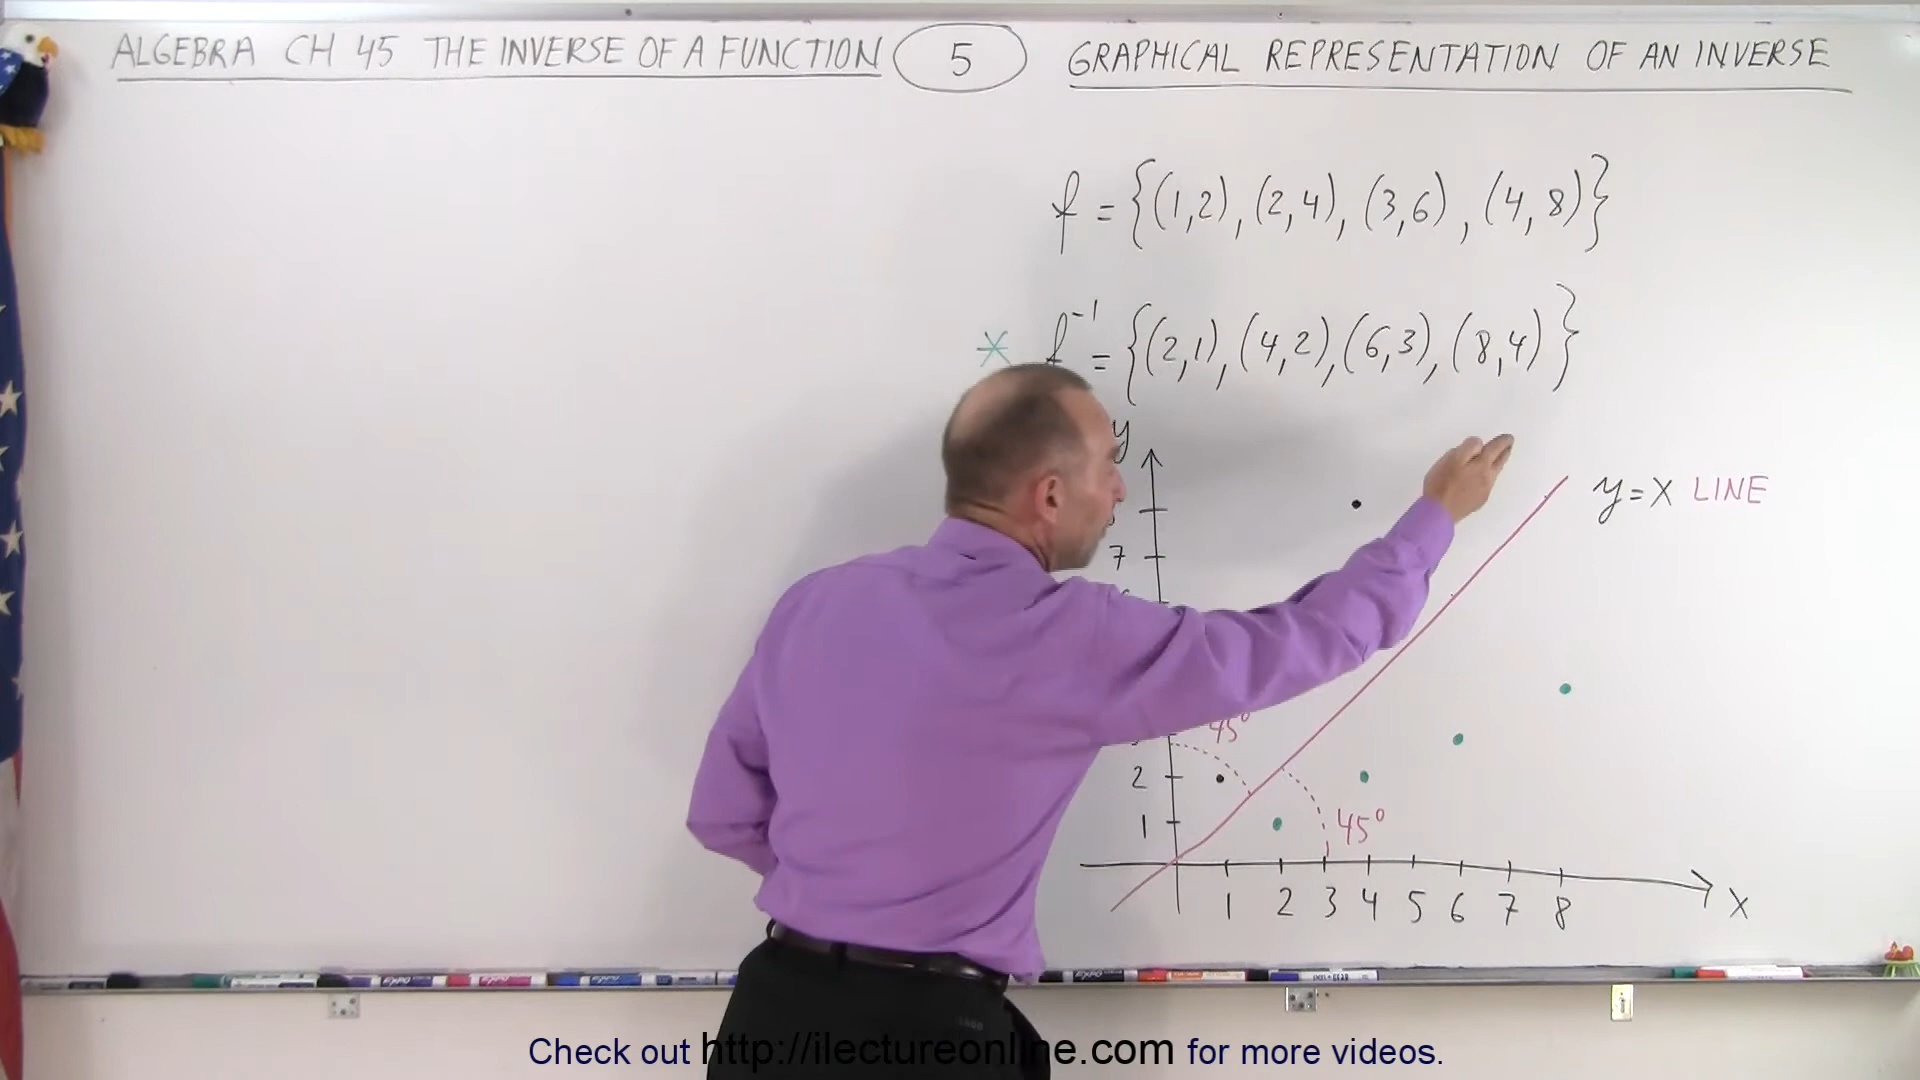 ALGEBRA CH 45 THE INVERSE OF A FUNCTION 5 GRAPHICAL REPRESENTATION OF AN INVERSE
f = {(1,2), (2,4), (3,6), (4,8)}
* f⁻¹ = {(2,1), (4,2), (6,3), (8,4)}
y
y=x LINE
7
45°
2
1
45°
1 2 3 4 5 6 7 8 x
Check out http://ilectureonline.com for more videos.